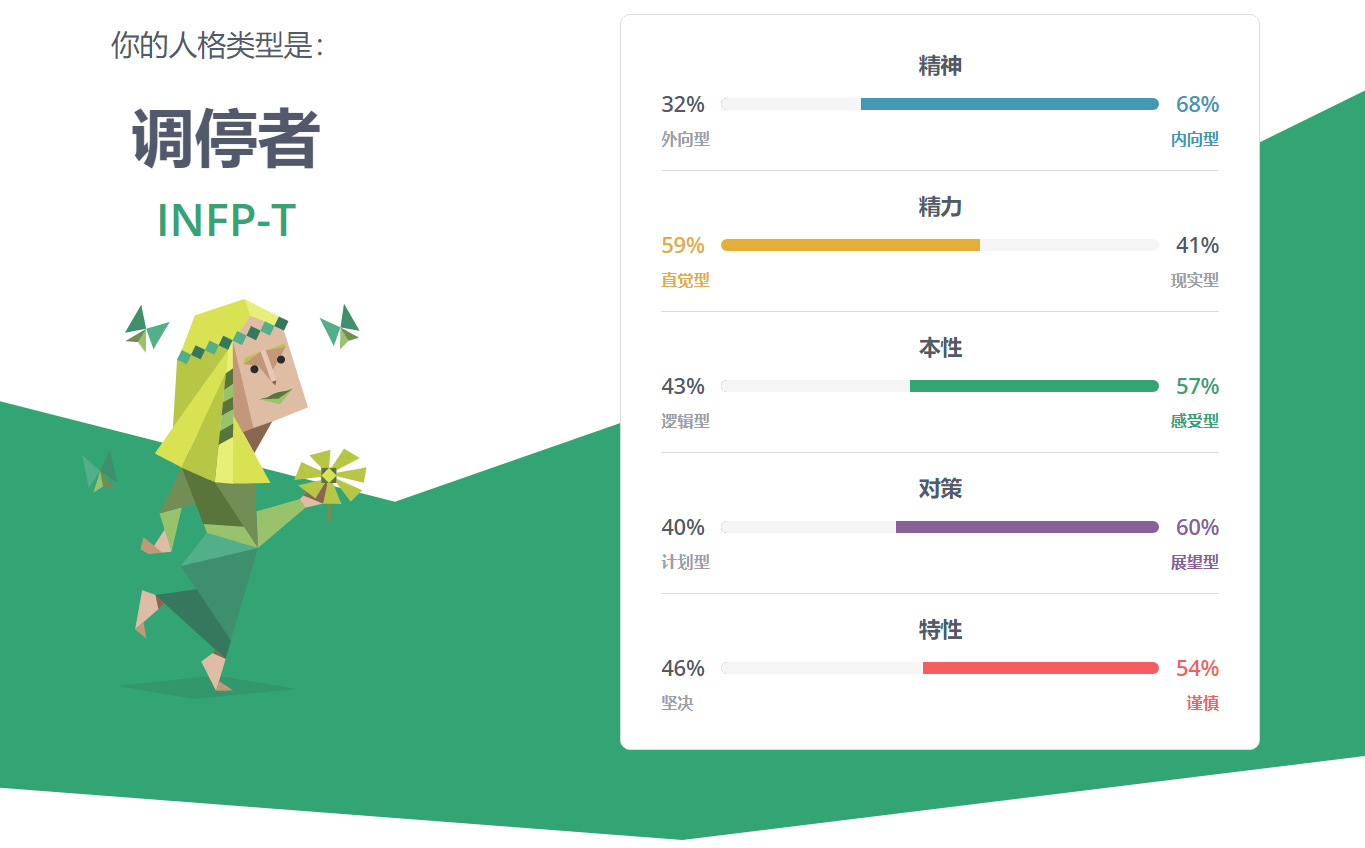 你的人格类型是：
调停者
INFP-T
精神
32% 68%
外向型 内向型
精力
59% 41%
直觉型 现实型
本性
43% 57%
逻辑型 感受型
对策
40% 60%
计划型 展望型
特性
46% 54%
坚决 谨慎